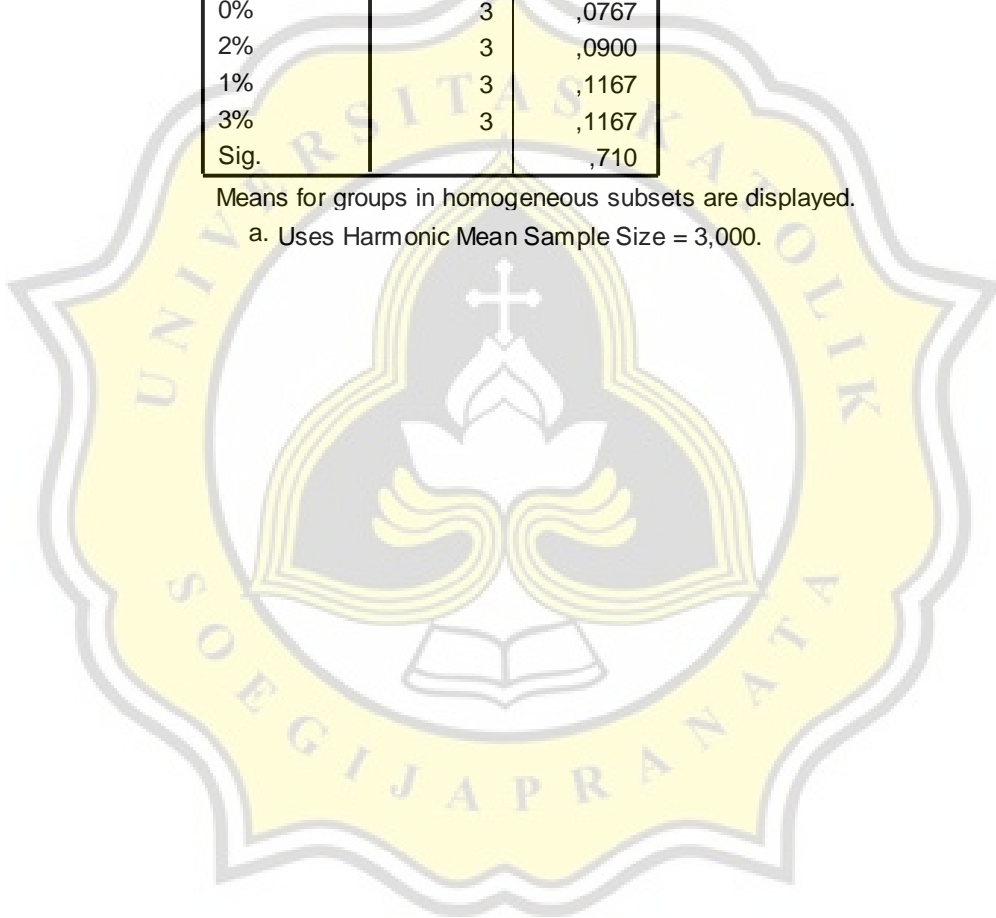 0% 3 ,0767
2% 3 ,0900
1% 3 ,1167
3% 3 ,1167
Sig. ,710
Means for groups in homogeneous subsets are displayed.
a. Uses Harmonic Mean Sample Size = 3,000.
UNIVERSITAS KATOLIK
SOEGIJAPRANATA